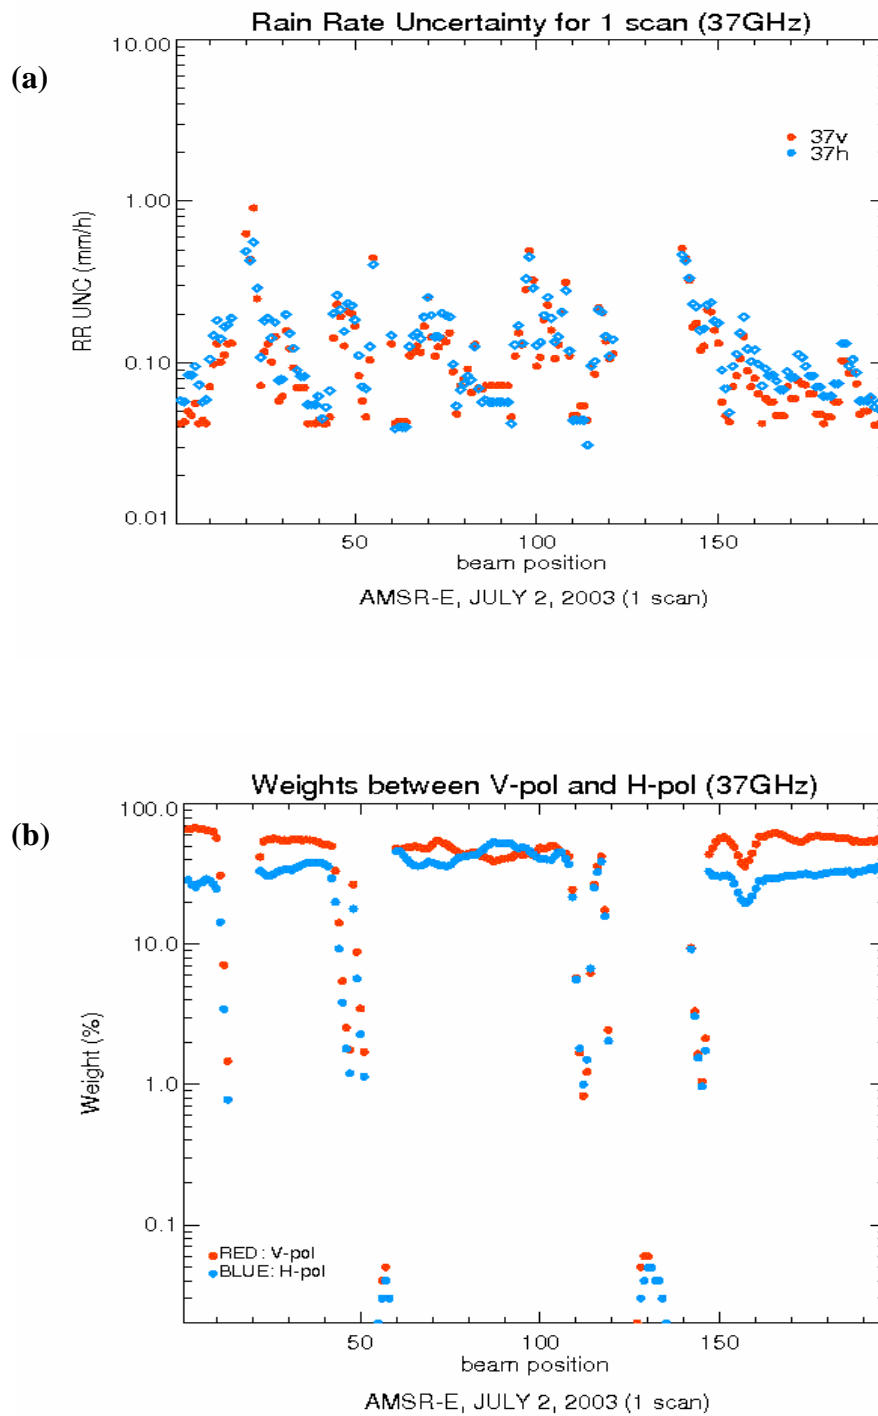 (a)
Rain Rate Uncertainty for 1 scan (37GHz)
10.00
1.00
0.10
0.01
RR UNC (mm/h)
37v
37h
50
100
150
beam position
AMSR-E, JULY 2, 2003 (1 scan)
(b)
Weights between V-pol and H-pol (37GHz)
100.0
10.0
1.0
0.1
Weight (%)
RED: V-pol
BLUE: H-pol
50
100
150
beam position
AMSR-E, JULY 2, 2003 (1 scan)